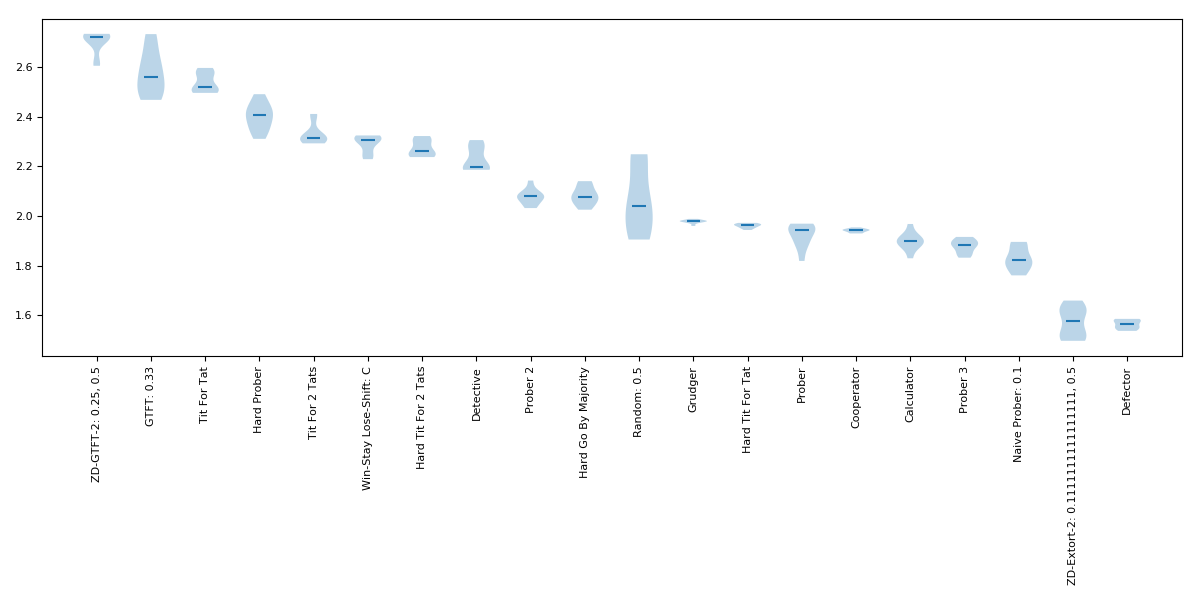 2.6
2.4
2.2
2.0
1.8
1.6
ZD-GTFT-2: 0.25, 0.5
GTFT: 0.33
Tit For Tat
Hard Prober
Tit For 2 Tats
Win-Stay Lose-Shift: C
Hard Tit For 2 Tats
Detective
Prober 2
Hard Go By Majority
Random: 0.5
Grudger
Hard Tit For Tat
Prober
Cooperator
Calculator
Prober 3
Naive Prober: 0.1
ZD-Extort-2: 0.1111111111111111, 0.5
Defector